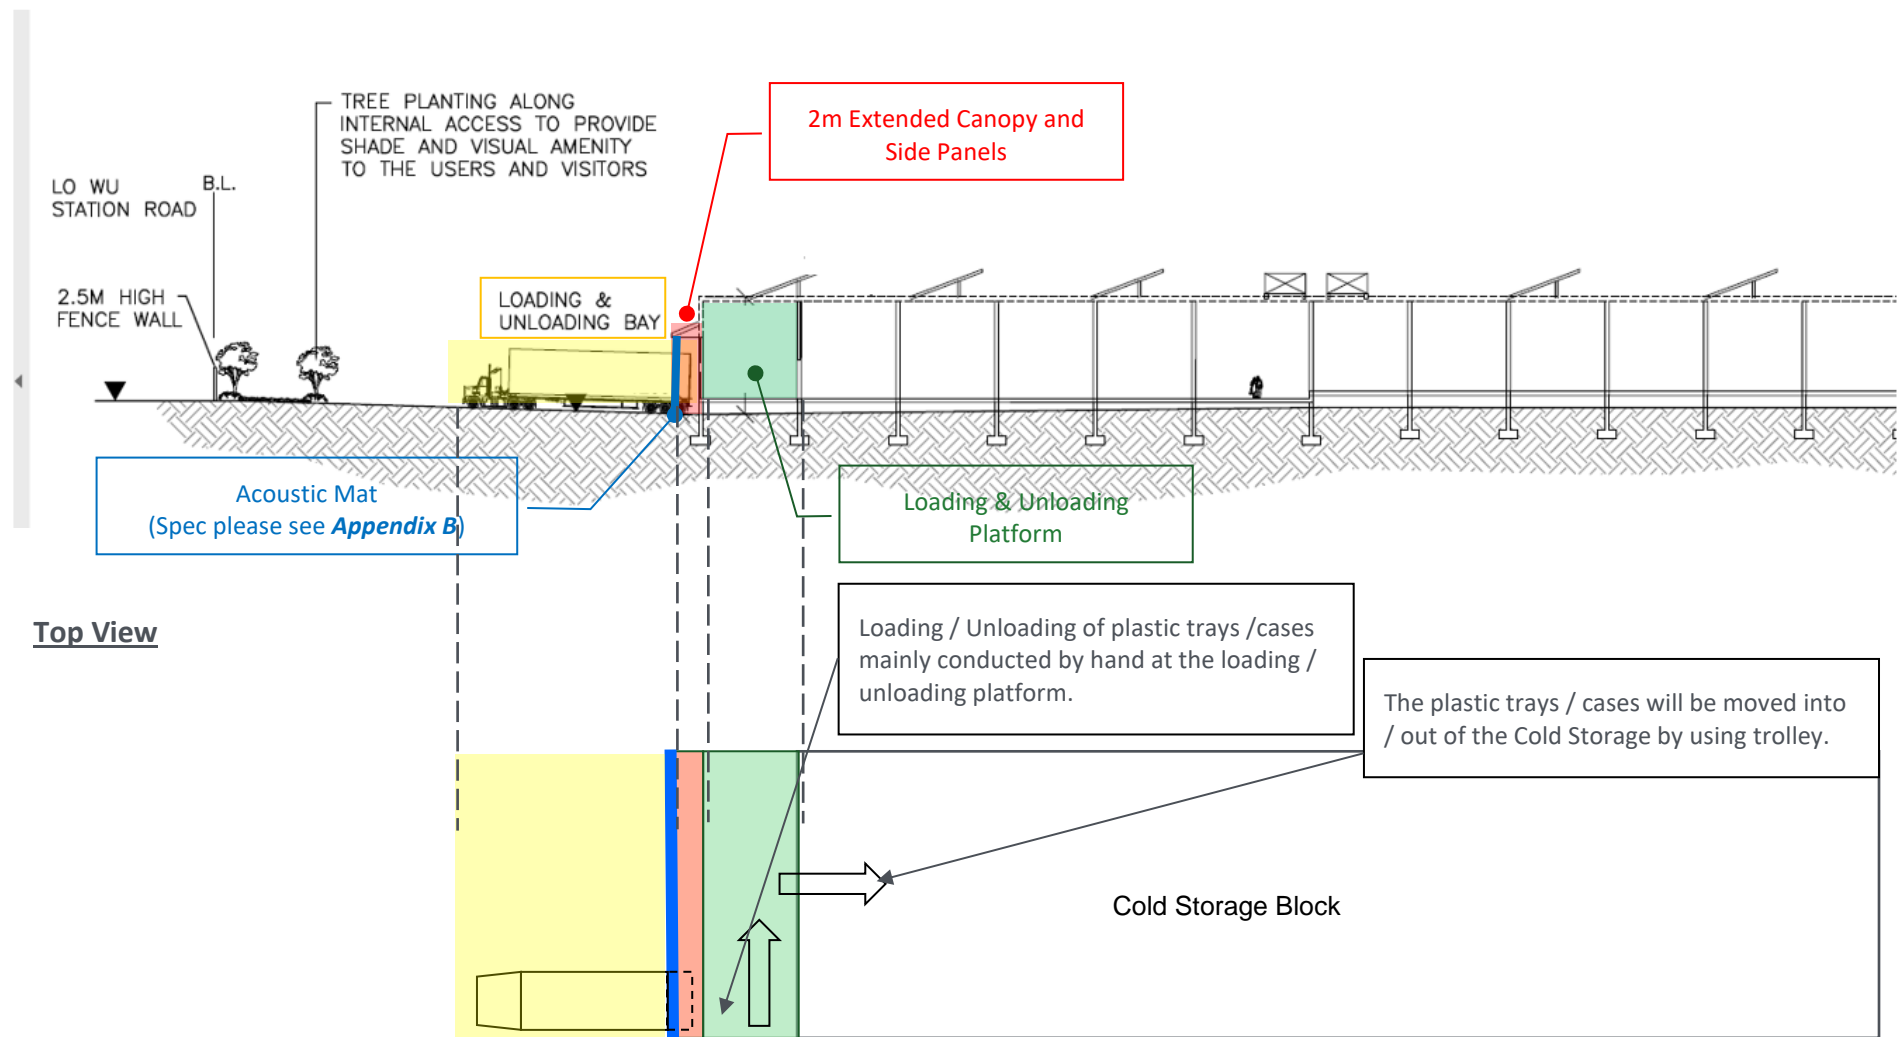 TREE PLANTING ALONG
INTERNAL ACCESS TO PROVIDE
SHADE AND VISUAL AMENITY
TO THE USERS AND VISITORS
2m Extended Canopy and
Side Panels
LO WU
STATION ROAD
B.L.
2.5M HIGH
FENCE WALL
LOADING &
UNLOADING BAY
Acoustic Mat
(Spec please see Appendix B)
Loading & Unloading
Platform
Top View
Loading / Unloading of plastic trays /cases
mainly conducted by hand at the loading /
unloading platform.
The plastic trays / cases will be moved into
/ out of the Cold Storage by using trolley.
Cold Storage Block